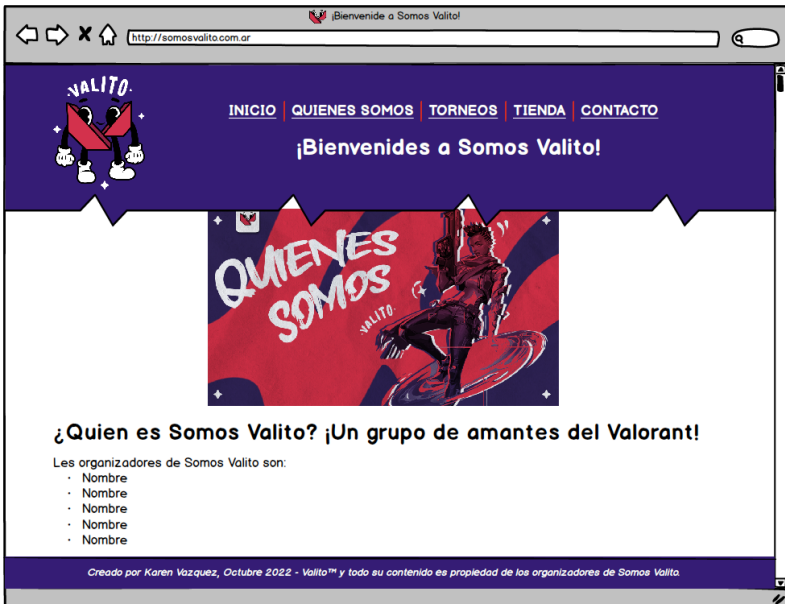 ¡Bienvenide a Somos Valito!
http://somosvalito.com.ar
·VALITO·
INICIO | QUIENES SOMOS | TORNEOS | TIENDA | CONTACTO
¡Bienvenides a Somos Valito!
QUIENES
SOMOS
·VALITO·
¿Quien es Somos Valito? ¡Un grupo de amantes del Valorant!
Les organizadores de Somos Valito son:
· Nombre
· Nombre
· Nombre
· Nombre
· Nombre
Creado por Karen Vazquez, Octubre 2022 - Valito™ y todo su contenido es propiedad de los organizadores de Somos Valito.